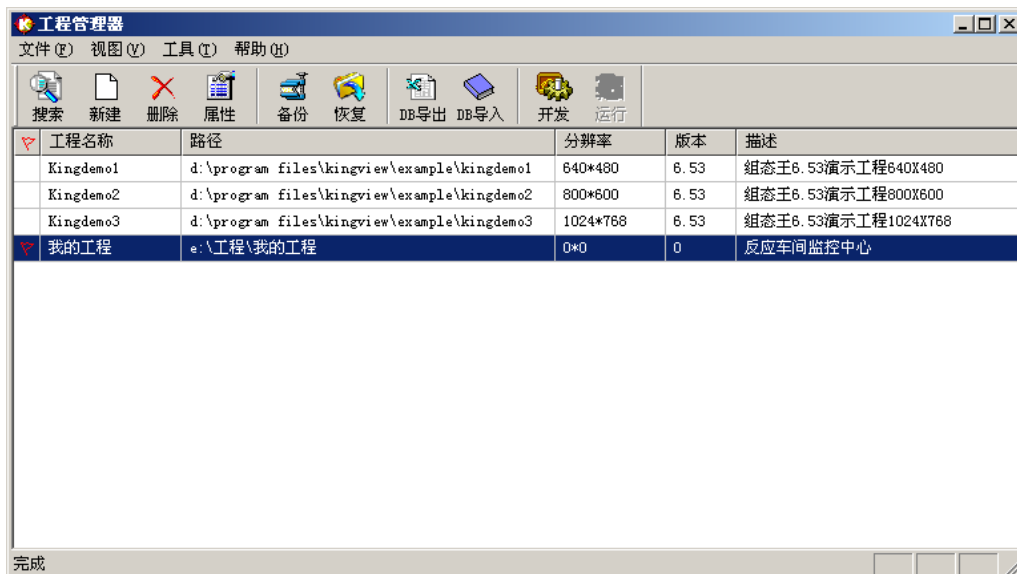 工程管理器
文件(F) 视图(V) 工具(T) 帮助(H)
搜索 新建 删除 属性 备份 恢复 DB导出 DB导入 开发 运行
工程名称 路径 分辨率 版本 描述
Kingdemo1 d:\program files\kingview\example\kingdemo1 640*480 6.53 组态王6.53演示工程640X480
Kingdemo2 d:\program files\kingview\example\kingdemo2 800*600 6.53 组态王6.53演示工程800X600
Kingdemo3 d:\program files\kingview\example\kingdemo3 1024*768 6.53 组态王6.53演示工程1024X768
我的工程 e:\工程\我的工程 0*0 0 反应车间监控中心
完成